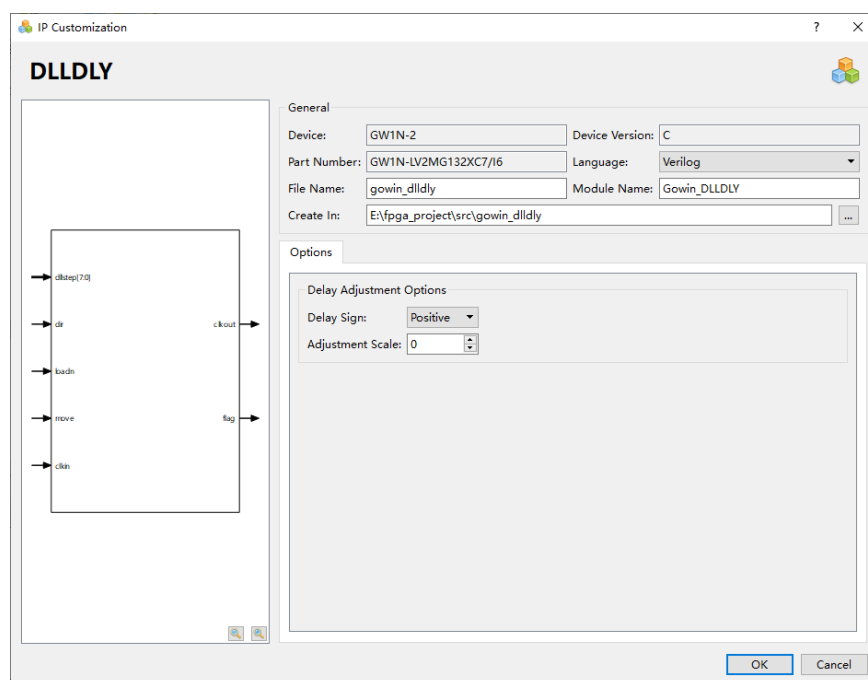 IP Customization
?
DLLDLY
General
Device: GW1N-2 Device Version: C
Part Number: GW1N-LV2MG132XC7/I6 Language: Verilog
File Name: gowin_dlldly Module Name: Gowin_DLLDLY
Create In: E:\fpga_project\src\gowin_dlldly ...
Options
Delay Adjustment Options
Delay Sign: Positive
Adjustment Scale: 0
dllstep(7:0)
dir
clkout
loadn
move
flag
clkin
OK Cancel